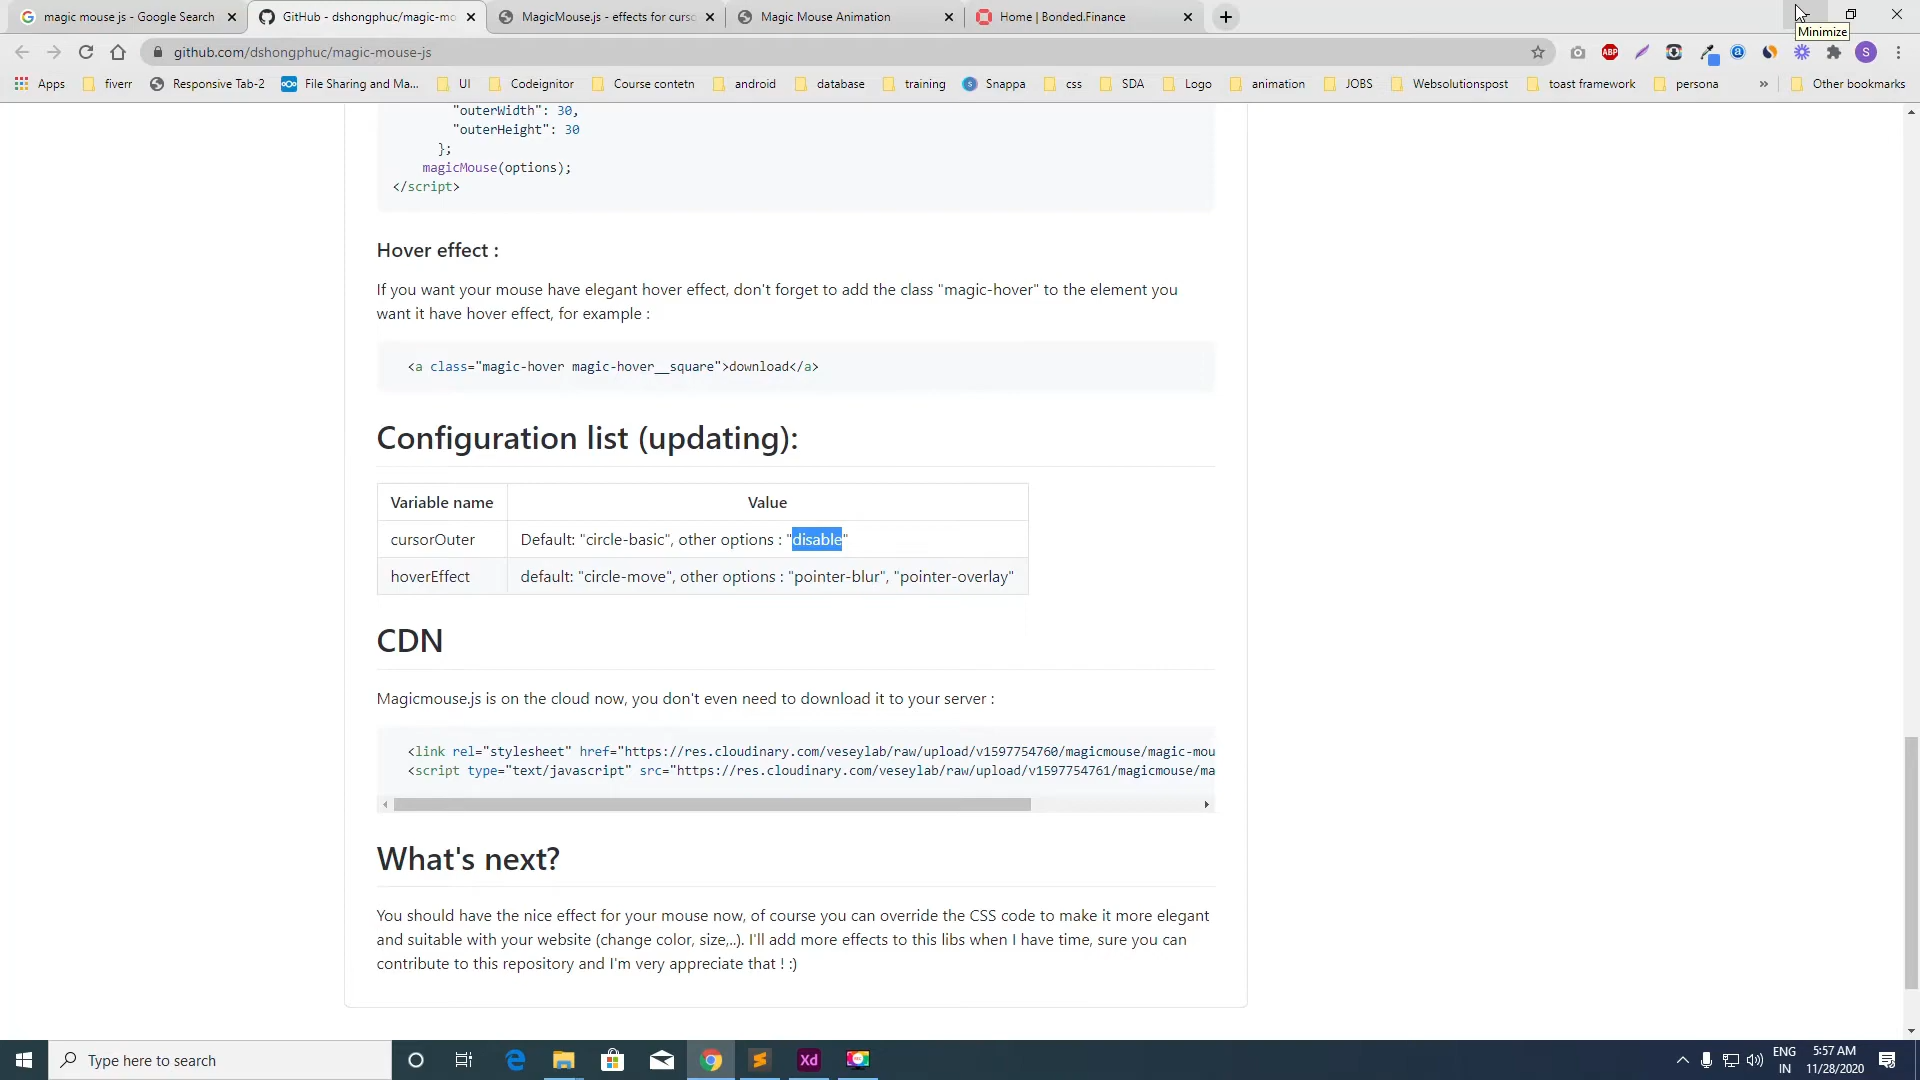 magic mouse js - Google Search
GitHub - dshongphuc/magic-mo
MagicMouse.js - effects for curso
Magic Mouse Animation
Home | Bonded.Finance
Minimize
github.com/dshongphuc/magic-mouse-js
ABP
S
Apps
fiverr
Responsive Tab-2
File Sharing and Ma...
UI
Codeignitor
Course contetn
android
database
training
Snappa
css
SDA
Logo
animation
JOBS
Websolutionspost
toast framework
persona
»
Other bookmarks
"outerWidth": 30,
"outerHeight": 30
};
magicMouse(options);
</script>
Hover effect :
If you want your mouse have elegant hover effect, don't forget to add the class "magic-hover" to the element you
want it have hover effect, for example :
<a class="magic-hover magic-hover__square">download</a>
Configuration list (updating):
Variable name Value
cursorOuter Default: "circle-basic", other options : "disable"
hoverEffect default: "circle-move", other options : "pointer-blur", "pointer-overlay"
CDN
Magicmouse.js is on the cloud now, you don't even need to download it to your server :
<link rel="stylesheet" href="https://res.cloudinary.com/veseylab/raw/upload/v1597754760/magicmouse/magic-mou
<script type="text/javascript" src="https://res.cloudinary.com/veseylab/raw/upload/v1597754761/magicmouse/ma
What's next?
You should have the nice effect for your mouse now, of course you can override the CSS code to make it more elegant
and suitable with your website (change color, size,..). I'll add more effects to this libs when I have time, sure you can
contribute to this repository and I'm very appreciate that ! :)
Type here to search
Xd
ENG
IN
5:57 AM
11/28/2020